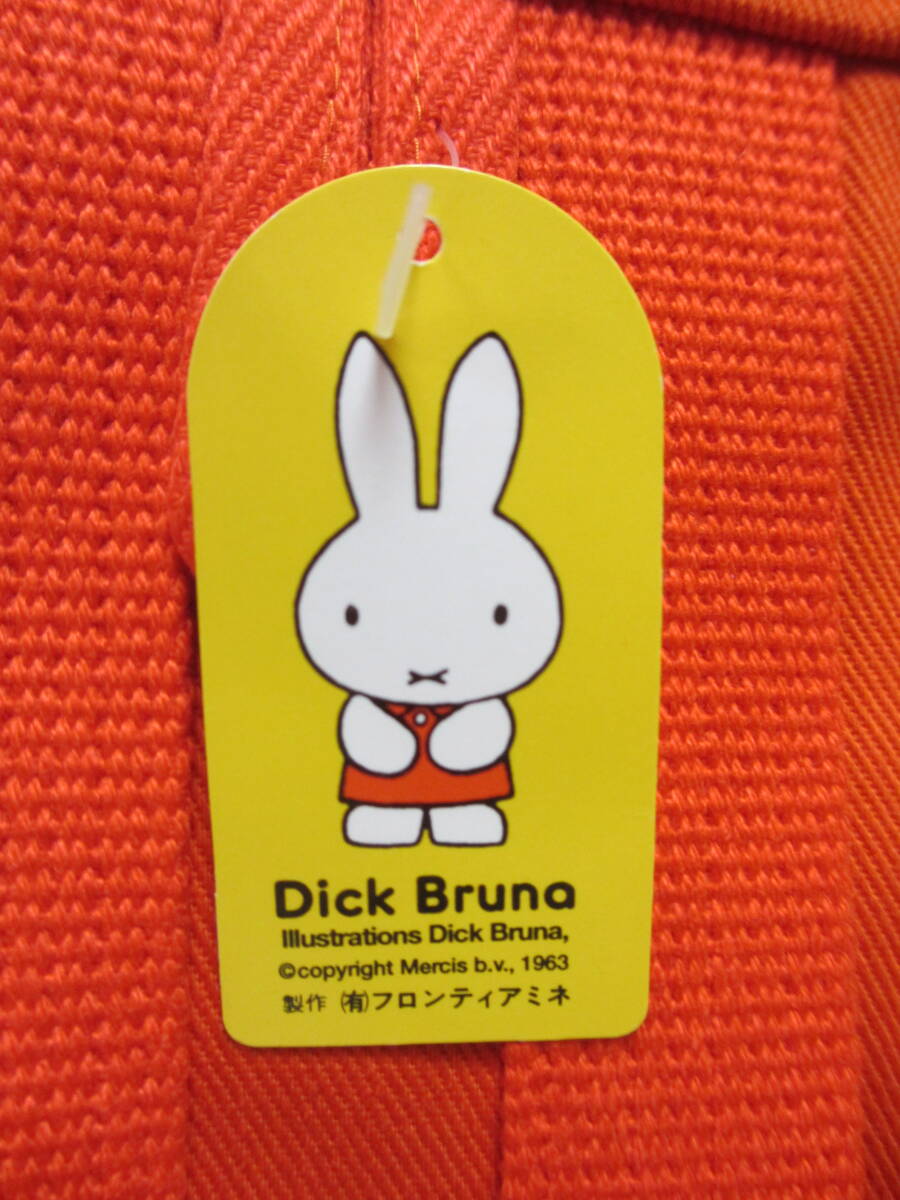 Dick Bruna
Illustrations Dick Bruna,
©copyright Mercis b.v., 1963
製作 ㈲フロンティアミネ